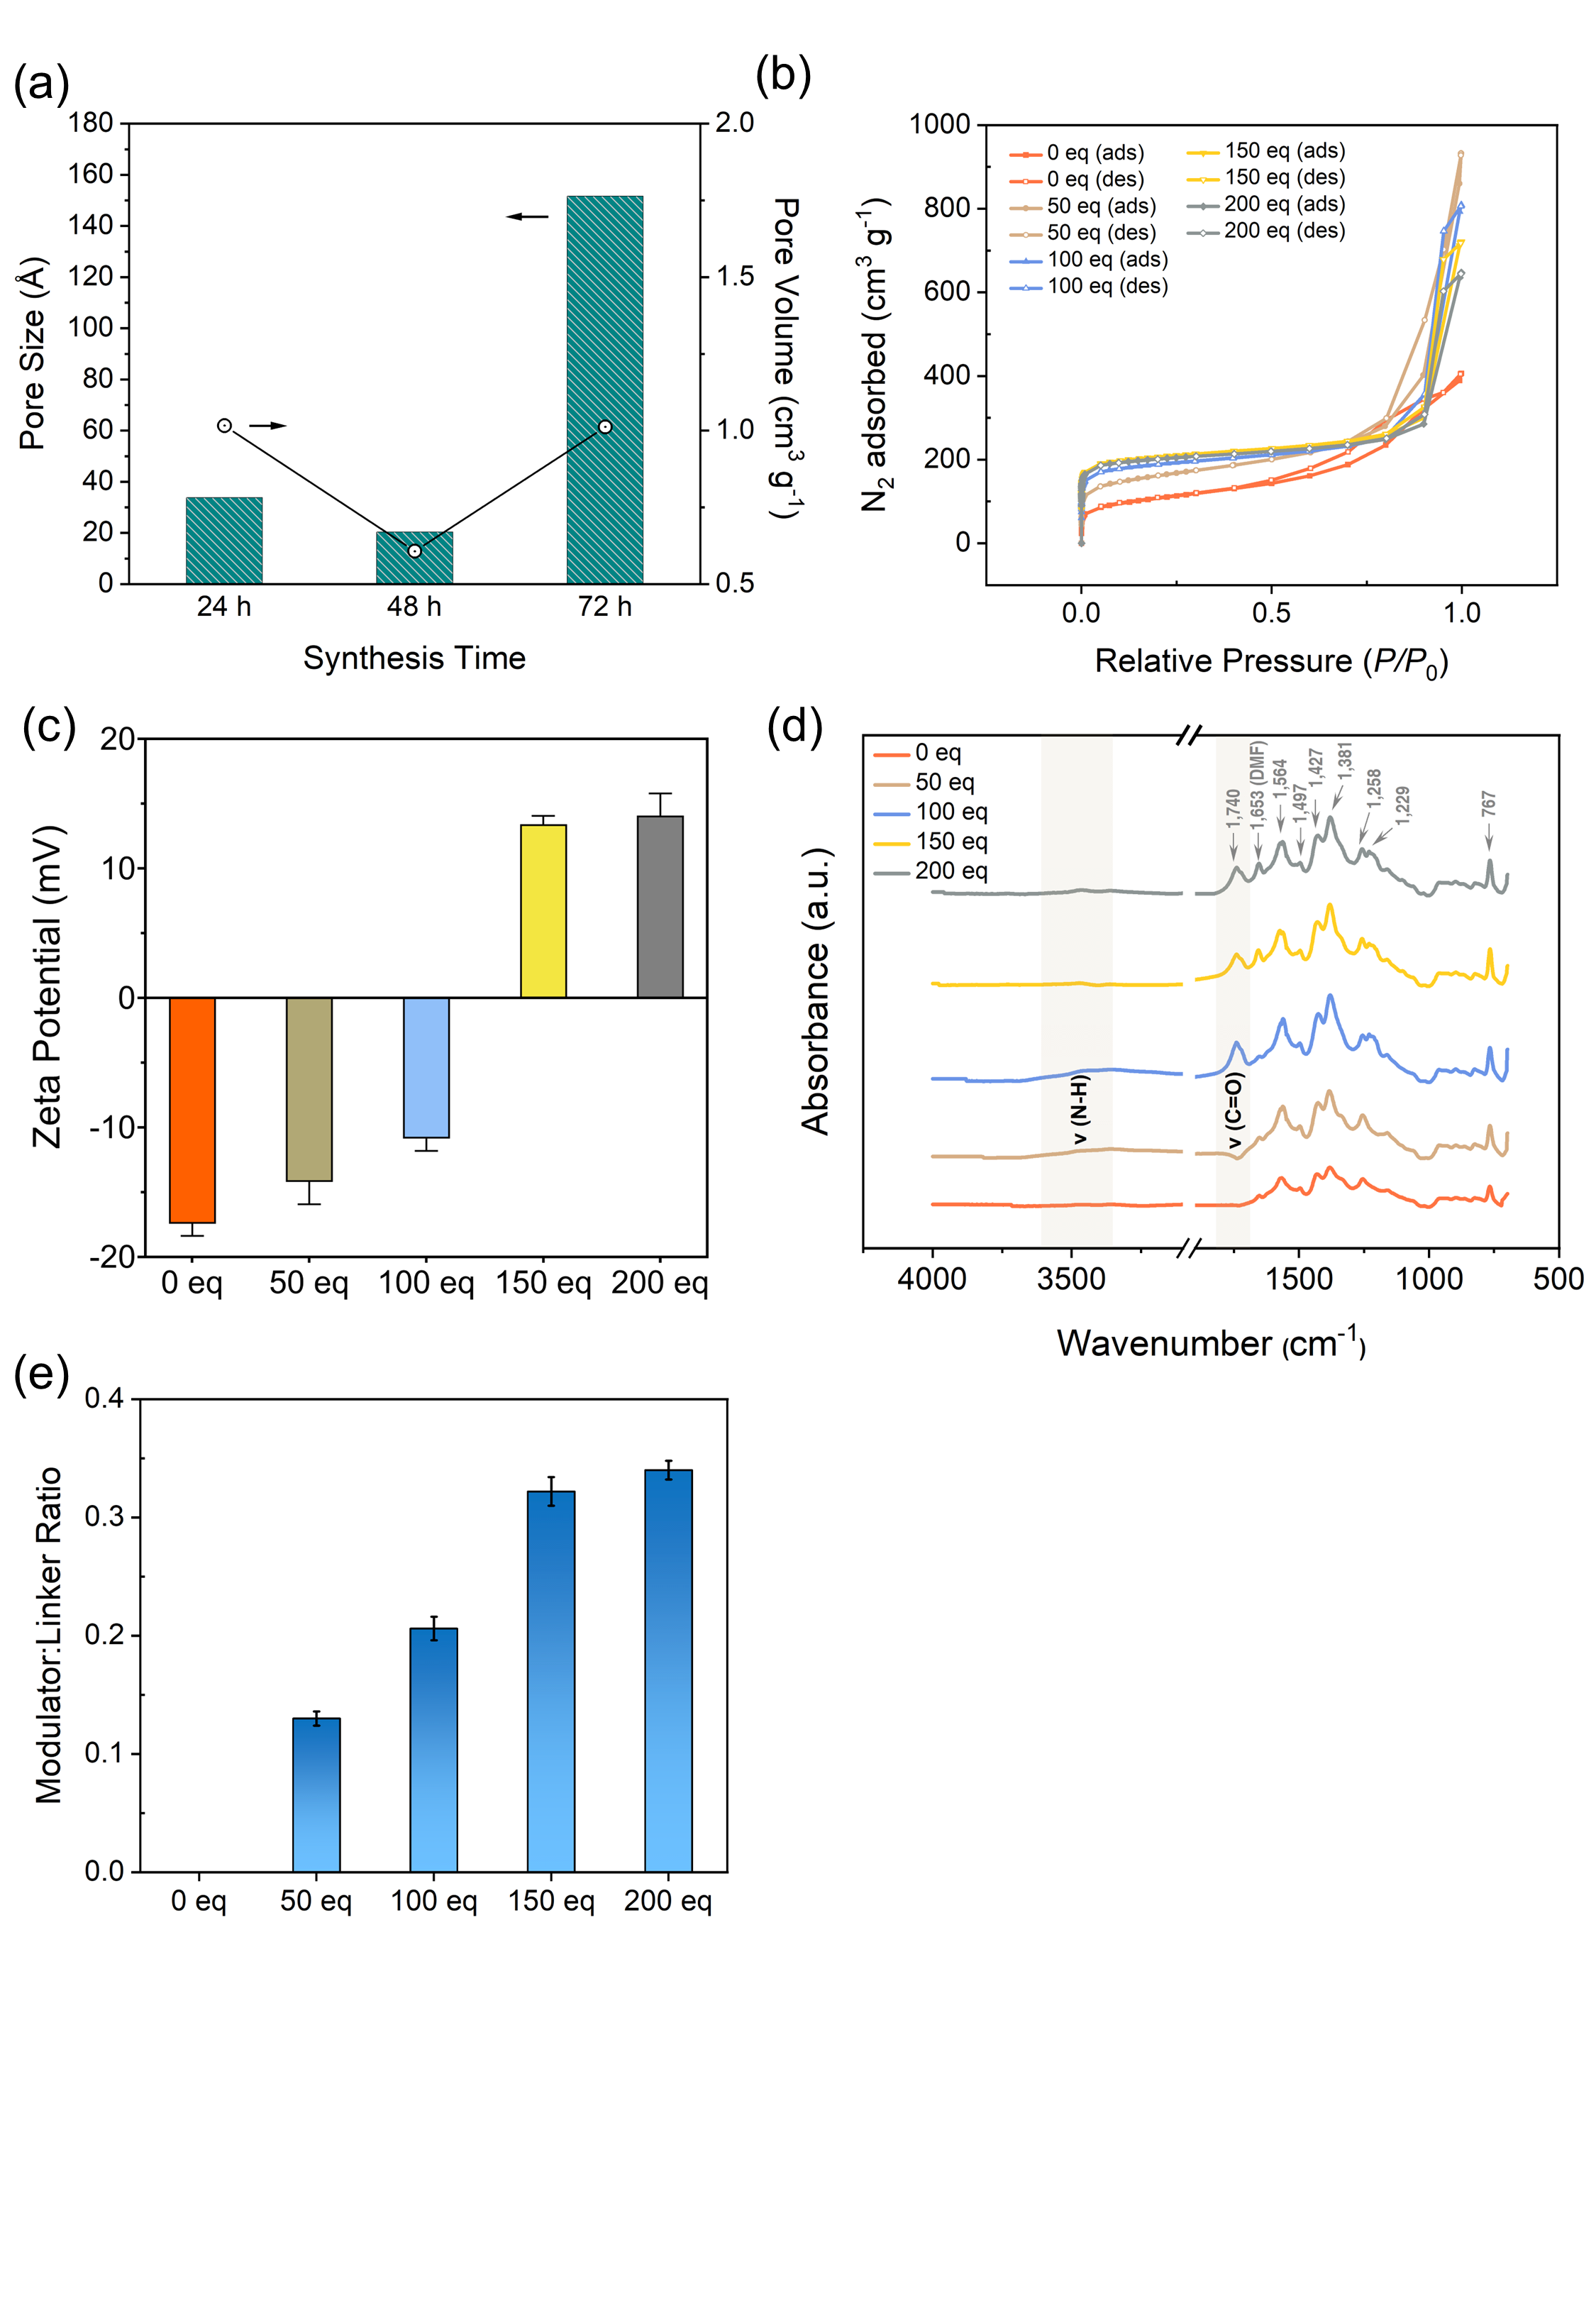 (a)
180
160
140
120
100
80
60
40
20
0
Pore Size (Å)
2.0
1.5
1.0
0.5
Pore Volume (cm³ g⁻¹)
24 h 48 h 72 h
Synthesis Time
(b)
1000
800
600
400
200
0
N₂ adsorbed (cm³ g⁻¹)
0 eq (ads)
0 eq (des)
50 eq (ads)
50 eq (des)
100 eq (ads)
100 eq (des)
150 eq (ads)
150 eq (des)
200 eq (ads)
200 eq (des)
0.0 0.5 1.0
Relative Pressure (P/P₀)
(c)
20
10
0
-10
-20
Zeta Potential (mV)
0 eq 50 eq 100 eq 150 eq 200 eq
(d)
Absorbance (a.u.)
0 eq
50 eq
100 eq
150 eq
200 eq
1,740
1,653 (DMF)
1,564
1,497
1,427
1,381
1,258
1,229
767
ν (N-H)
ν (C=O)
4000 3500 1500 1000 500
Wavenumber (cm⁻¹)
(e)
0.4
0.3
0.2
0.1
0.0
Modulator:Linker Ratio
0 eq 50 eq 100 eq 150 eq 200 eq